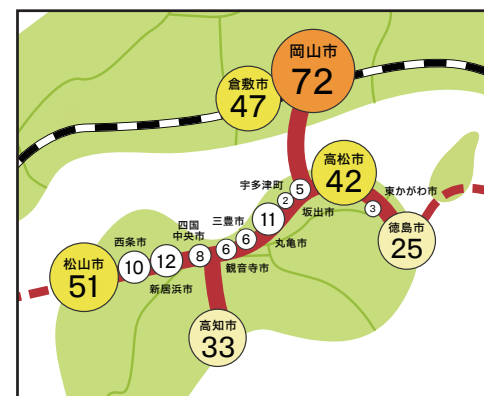 岡山市
72
倉敷市
47
高松市
42
宇多津町
5
2
東かがわ市
3
坂出市
三豊市
11
丸亀市
徳島市
25
四国
中央市
6
6
観音寺市
8
西条市
10
12
新居浜市
松山市
51
高知市
33